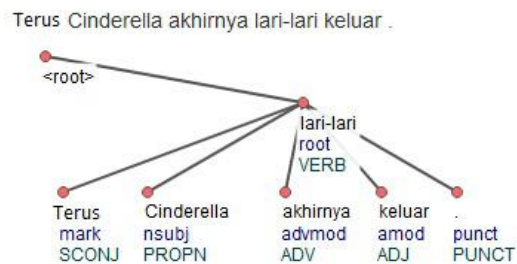 Terus Cinderella akhirnya lari-lari keluar .
<root>
lari-lari
root
VERB
Terus Cinderella akhirnya keluar .
mark nsubj advmod amod punct
SCONJ PROPN ADV ADJ PUNCT